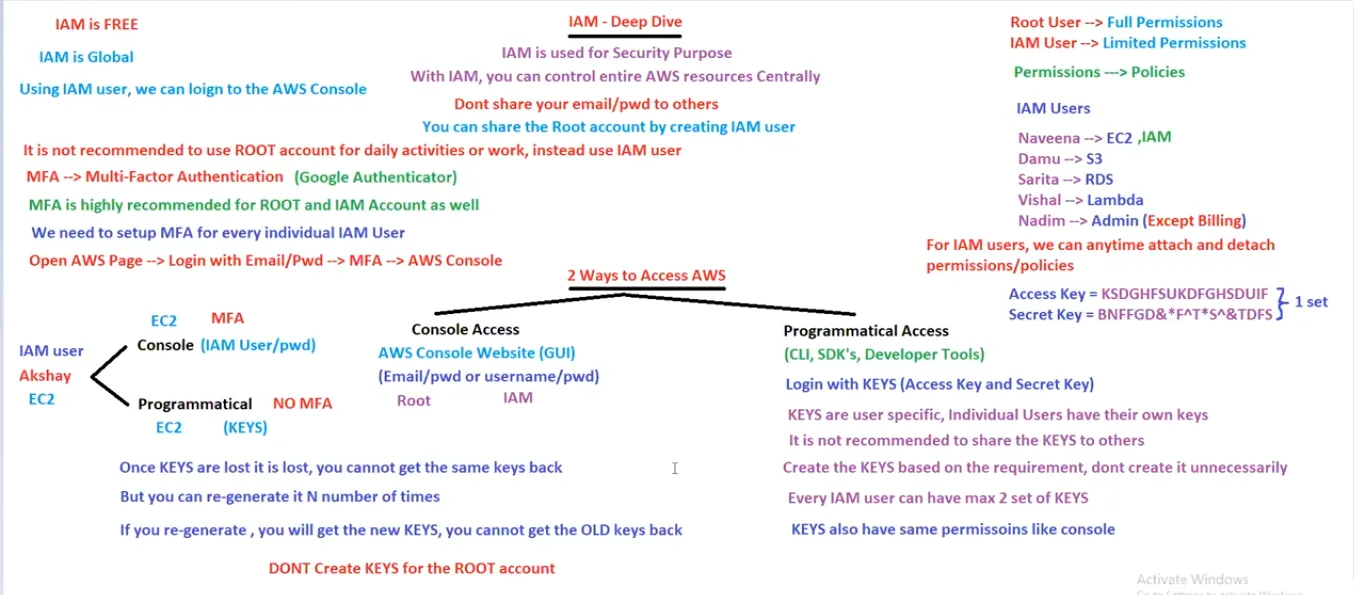 IAM - Deep Dive
IAM is FREE
IAM is Global
Using IAM user, we can loign to the AWS Console
IAM is used for Security Purpose
With IAM, you can control entire AWS resources Centrally
Dont share your email/pwd to others
You can share the Root account by creating IAM user
Root User --> Full Permissions
IAM User --> Limited Permissions
Permissions ---> Policies
IAM Users
Naveena --> EC2 ,IAM
Damu --> S3
Sarita --> RDS
Vishal --> Lambda
Nadim --> Admin (Except Billing)
For IAM users, we can anytime attach and detach
permissions/policies
Access Key = KSDGHFSUKDFGHSDUIF
Secret Key = BNFFGD&*F^T*S^&TDFS
1 set
It is not recommended to use ROOT account for daily activities or work, instead use IAM user
MFA --> Multi-Factor Authentication (Google Authenticator)
MFA is highly recommended for ROOT and IAM Account as well
We need to setup MFA for every individual IAM User
Open AWS Page --> Login with Email/Pwd --> MFA --> AWS Console
2 Ways to Access AWS
EC2 MFA
Console (IAM User/pwd)
IAM user
Akshay
EC2
Programmatical NO MFA
EC2 (KEYS)
Console Access
AWS Console Website (GUI)
(Email/pwd or username/pwd)
Root IAM
Programmatical Access
(CLI, SDK's, Developer Tools)
Login with KEYS (Access Key and Secret Key)
KEYS are user specific, Individual Users have their own keys
It is not recommended to share the KEYS to others
Create the KEYS based on the requirement, dont create it unnecessarily
Every IAM user can have max 2 set of KEYS
KEYS also have same permissoins like console
Once KEYS are lost it is lost, you cannot get the same keys back
But you can re-generate it N number of times
If you re-generate , you will get the new KEYS, you cannot get the OLD keys back
DONT Create KEYS for the ROOT account
Activate Windows
Go to Settings to activate Windows.